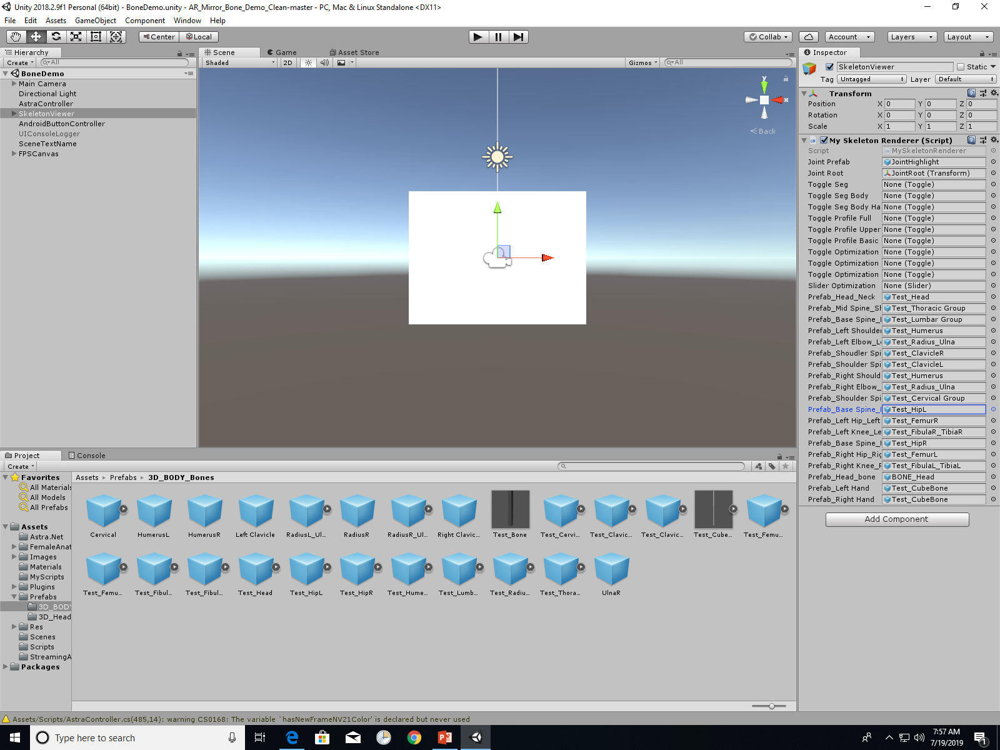 Unity 2018.2.9f1 Personal (64bit) - BoneDemo.unity - AR_Mirror_Bone_Demo_Clean-master - PC, Mac & Linux Standalone <DX11>
File Edit Assets GameObject Component Window Help
Center Local Collab Account Layers Layout
Hierarchy
Create All
BoneDemo
Main Camera
Directional Light
AstraController
SkeletonViewer
AndroidButtonController
UIConsoleLogger
SceneTextName
FPSCanvas
Scene Game Asset Store
Shaded 2D Gizmos All
y
x
Back
Inspector
SkeletonViewer Static
Tag Untagged Layer Default
Transform
Position X 0 Y 0 Z 0
Rotation X 0 Y 0 Z 0
Scale X 1 Y 1 Z 1
My Skeleton Renderer (Script)
Script MySkeletonRenderer
Joint Prefab JointHighlight
Joint Root JointRoot (Transform)
Toggle Seg None (Toggle)
Toggle Seg Body None (Toggle)
Toggle Seg Body Ha None (Toggle)
Toggle Profile Full None (Toggle)
Toggle Profile Upper None (Toggle)
Toggle Profile Basic None (Toggle)
Toggle Optimization None (Toggle)
Toggle Optimization None (Toggle)
Toggle Optimization None (Toggle)
Slider Optimization None (Slider)
Prefab_Head_Neck Test_Head
Prefab_Mid Spine_Sh Test_Thoracic Group
Prefab_Base Spine_ Test_Lumbar Group
Prefab_Left Shoulder Test_Humerus
Prefab_Left Elbow_Le Test_Radius_Ulna
Prefab_Shoudler Spi Test_ClavicleR
Prefab_Shoulder Spi Test_ClavicleL
Prefab_Right Should Test_Humerus
Prefab_Right Elbow_ Test_Radius_Ulna
Prefab_Shoulder Spi Test_Cervical Group
Prefab_Base Spine_ Test_HipL
Prefab_Left Hip_Left Test_FemurR
Prefab_Left Knee_Le Test_FibulaR_TibiaR
Prefab_Base Spine_ Test_HipR
Prefab_Right Hip_Rig Test_FemurL
Prefab_Right Knee_R Test_FibulaL_TibiaL
Prefab_Head_bone BONE_Head
Prefab_Left Hand Test_CubeBone
Prefab_Right Hand Test_CubeBone
Add Component
Project Console
Create
Favorites
All Materials
All Models
All Prefabs
Assets
Astra.Net
FemaleAnat
Images
Materials
MyScripts
Plugins
Prefabs
3D_BODY
3D_Head
Res
Scenes
Scripts
StreamingA
Packages
Assets Prefabs 3D_BODY_Bones
Cervical HumerusL HumerusR Left Clavicle RadiusL_Ul... RadiusR RadiusR_Ul... Right Clavic... Test_Bone Test_Cervi... Test_Clavic... Test_Clavic... Test_Cube... Test_Femu...
Test_Femu... Test_Fibul... Test_Fibul... Test_Head Test_HipL Test_HipR Test_Hume... Test_Lumb... Test_Radiu... Test_Thora... UlnaR
Assets/Scripts/AstraController.cs(485,14): warning CS0168: The variable `hasNewFrameNV21Color' is declared but never used
Type here to search
7:57 AM
7/19/2019
1